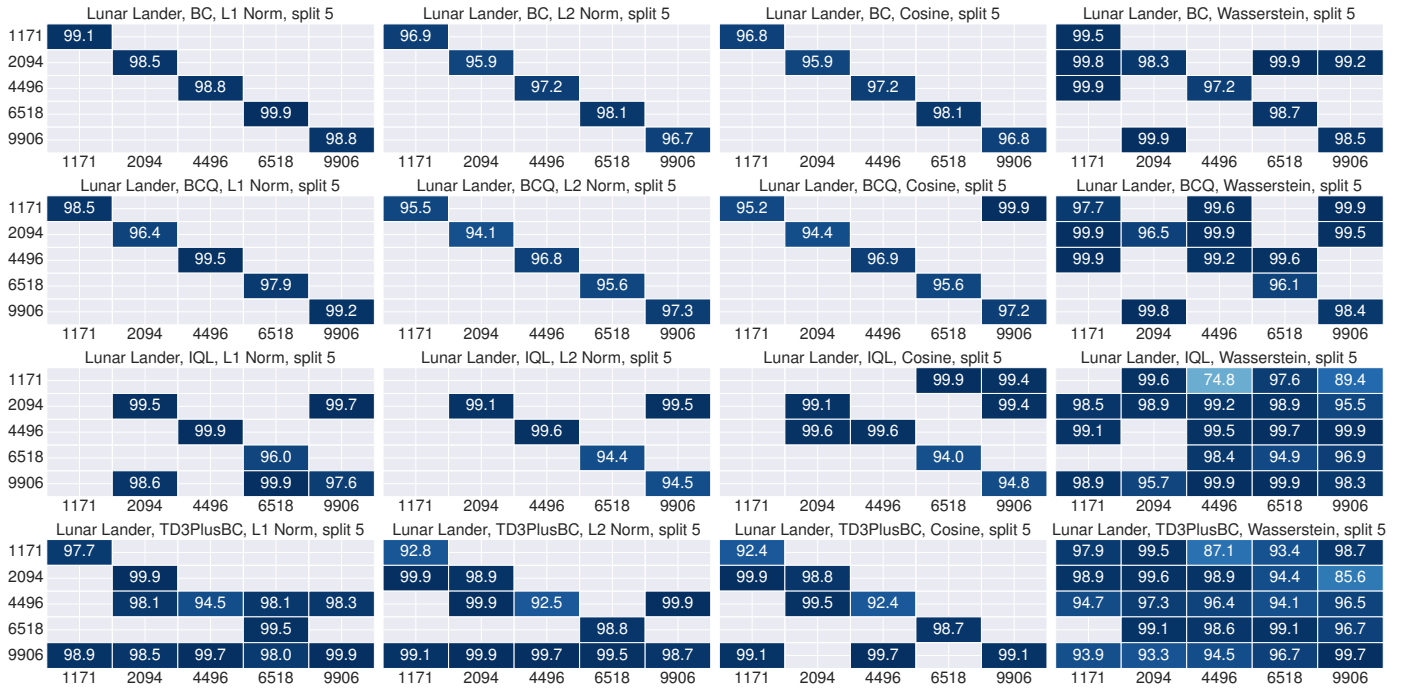 Lunar Lander, BC, L1 Norm, split 5 Lunar Lander, BC, L2 Norm, split 5 Lunar Lander, BC, Cosine, split 5 Lunar Lander, BC, Wasserstein, split 5
1171 99.1 96.9 96.8 99.5
2094 98.5 95.9 95.9 99.8 98.3 99.9 99.2
4496 98.8 97.2 97.2 99.9 97.2
6518 99.9 98.1 98.1 98.7
9906 98.8 96.7 96.8 99.9 98.5
1171 2094 4496 6518 9906 1171 2094 4496 6518 9906 1171 2094 4496 6518 9906 1171 2094 4496 6518 9906
Lunar Lander, BCQ, L1 Norm, split 5 Lunar Lander, BCQ, L2 Norm, split 5 Lunar Lander, BCQ, Cosine, split 5 Lunar Lander, BCQ, Wasserstein, split 5
1171 98.5 95.5 95.2 99.9 97.7 99.6 99.9
2094 96.4 94.1 94.4 99.9 96.5 99.9 99.5
4496 99.5 96.8 96.9 99.9 99.2 99.6
6518 97.9 95.6 95.6 96.1
9906 99.2 97.3 97.2 99.8 98.4
1171 2094 4496 6518 9906 1171 2094 4496 6518 9906 1171 2094 4496 6518 9906 1171 2094 4496 6518 9906
Lunar Lander, IQL, L1 Norm, split 5 Lunar Lander, IQL, L2 Norm, split 5 Lunar Lander, IQL, Cosine, split 5 Lunar Lander, IQL, Wasserstein, split 5
1171 99.9 99.4 99.6 74.8 97.6 89.4
2094 99.5 99.7 99.1 99.5 99.1 99.4 98.5 98.9 99.2 98.9 95.5
4496 99.9 99.6 99.6 99.6 99.1 99.5 99.7 99.9
6518 96.0 94.4 94.0 98.4 94.9 96.9
9906 98.6 99.9 97.6 94.5 94.8 98.9 95.7 99.9 99.9 98.3
1171 2094 4496 6518 9906 1171 2094 4496 6518 9906 1171 2094 4496 6518 9906 1171 2094 4496 6518 9906
Lunar Lander, TD3PlusBC, L1 Norm, split 5 Lunar Lander, TD3PlusBC, L2 Norm, split 5 Lunar Lander, TD3PlusBC, Cosine, split 5 Lunar Lander, TD3PlusBC, Wasserstein, split 5
1171 97.7 92.8 92.4 97.9 99.5 87.1 93.4 98.7
2094 99.9 99.9 98.9 99.9 98.8 98.9 99.6 98.9 94.4 85.6
4496 98.1 94.5 98.1 98.3 99.9 92.5 99.9 99.5 92.4 94.7 97.3 96.4 94.1 96.5
6518 99.5 98.8 98.7 99.1 98.6 99.1 96.7
9906 98.9 98.5 99.7 98.0 99.9 99.1 99.9 99.7 99.5 98.7 99.1 99.7 99.1 93.9 93.3 94.5 96.7 99.7
1171 2094 4496 6518 9906 1171 2094 4496 6518 9906 1171 2094 4496 6518 9906 1171 2094 4496 6518 9906